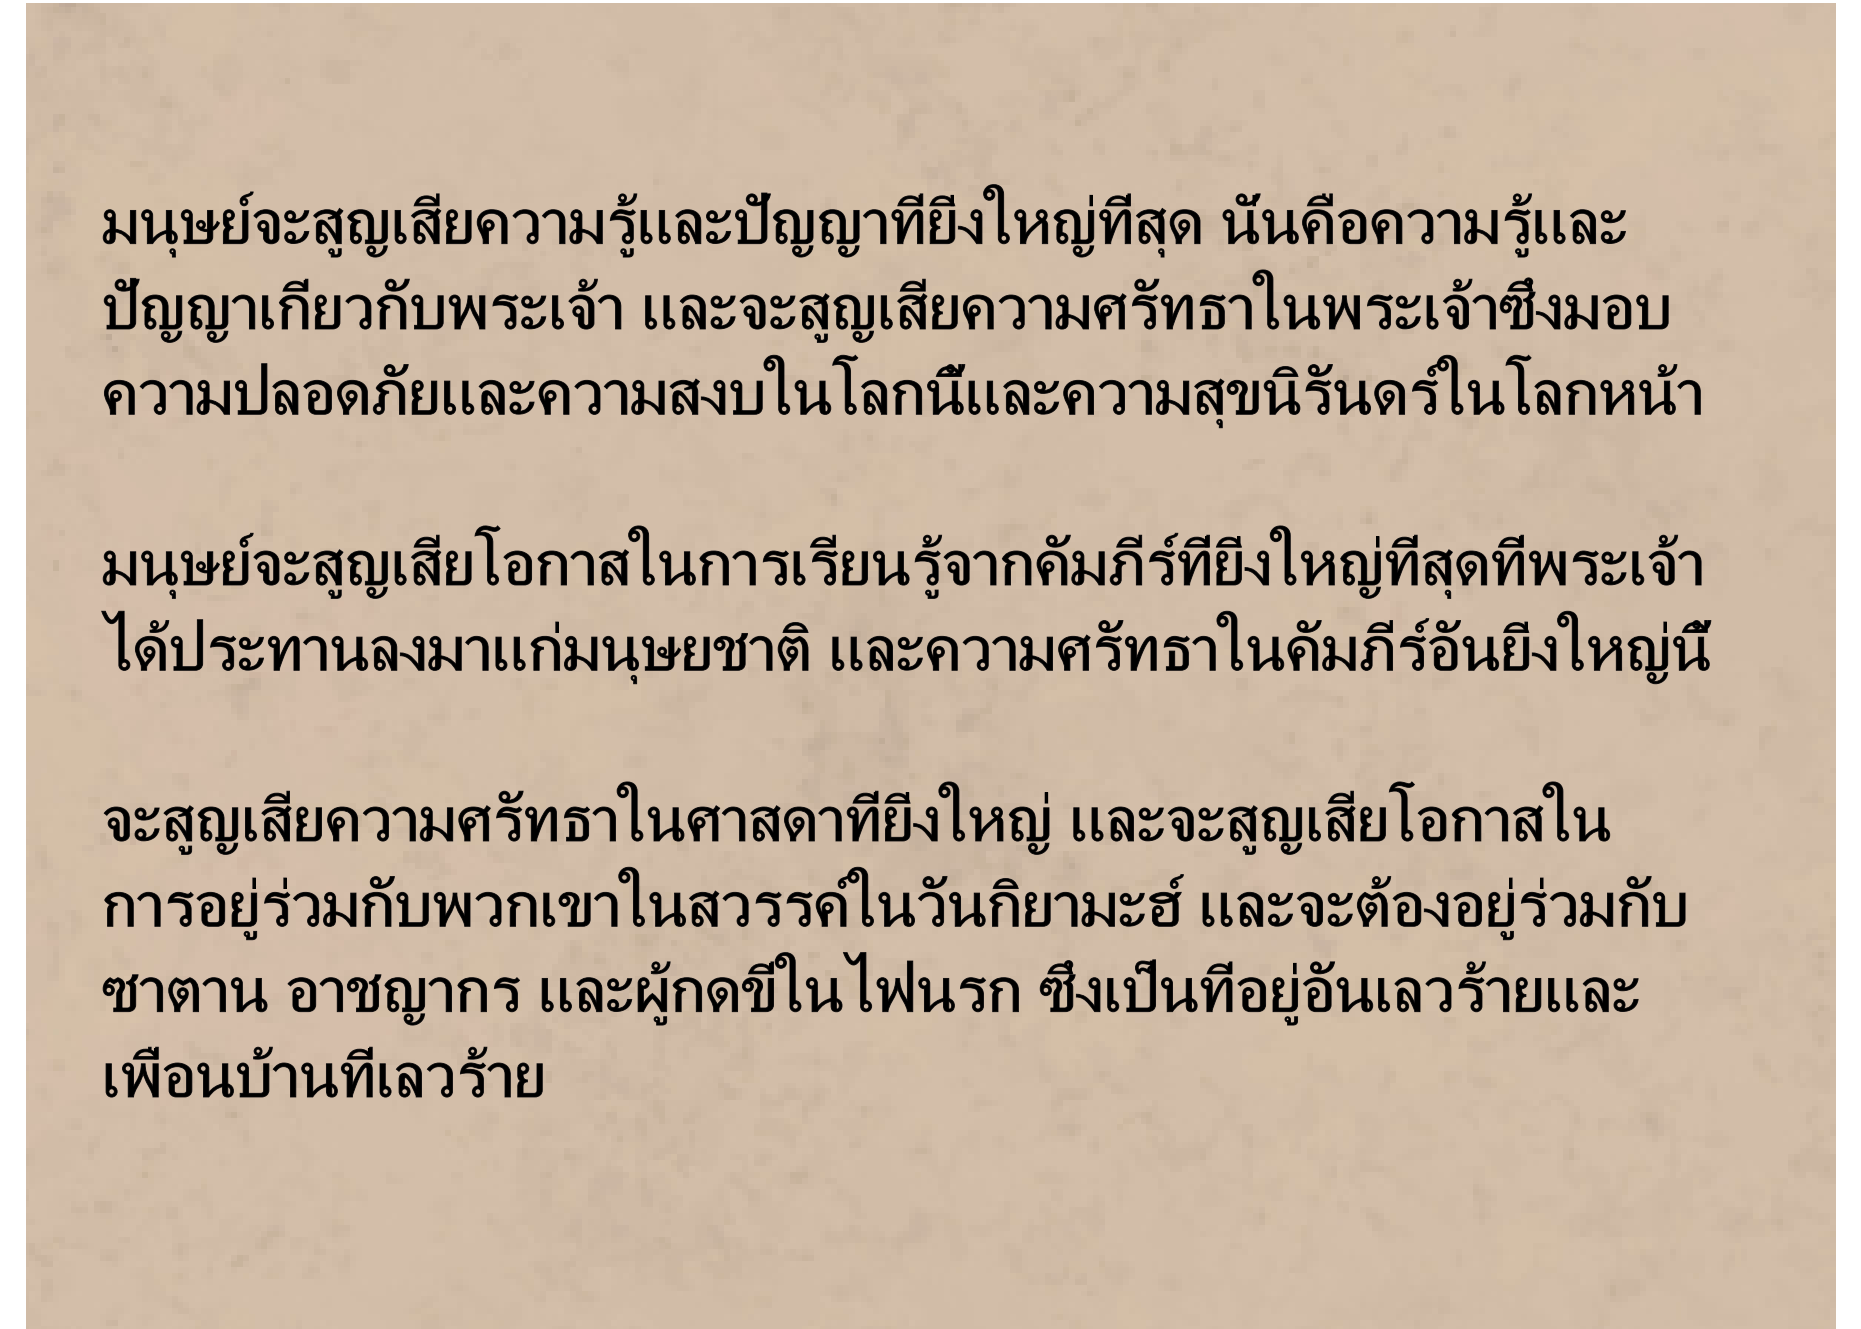 มนุษย์จะสูญเสียความรู้และปัญญาที่ยิ่งใหญ่ที่สุด นั่นคือความรู้และ
ปัญญาเกี่ยวกับพระเจ้า และจะสูญเสียความศรัทธาในพระเจ้าซึ่งมอบ
ความปลอดภัยและความสงบในโลกนี้และความสุขนิรันดร์ในโลกหน้า
มนุษย์จะสูญเสียโอกาสในการเรียนรู้จากคัมภีร์ที่ยิ่งใหญ่ที่สุดที่พระเจ้า
ได้ประทานลงมาแก่มนุษยชาติ และความศรัทธาในคัมภีร์อันยิ่งใหญ่นี้
จะสูญเสียความศรัทธาในศาสดาที่ยิ่งใหญ่ และจะสูญเสียโอกาสใน
การอยู่ร่วมกับพวกเขาในสวรรค์ในวันกิยามะฮ์ และจะต้องอยู่ร่วมกับ
ซาตาน อาชญากร และผู้กดขี่ในไฟนรก ซึ่งเป็นที่อยู่อันเลวร้ายและ
เพื่อนบ้านที่เลวร้าย